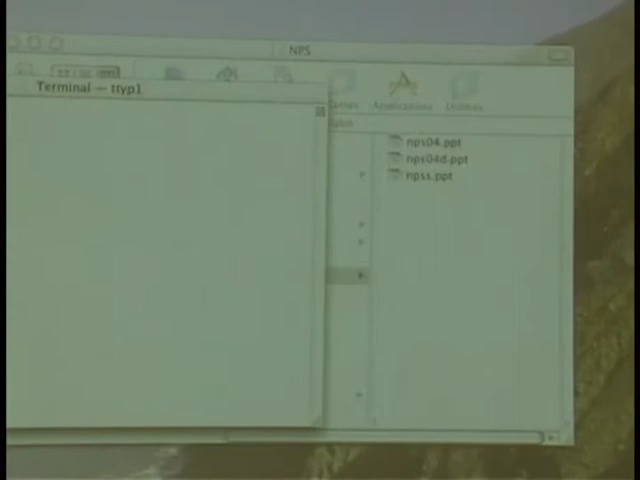 NPS
Terminal — ttyp1
Applications
Utilities
nps04.ppt
nps04d.ppt
npss.ppt